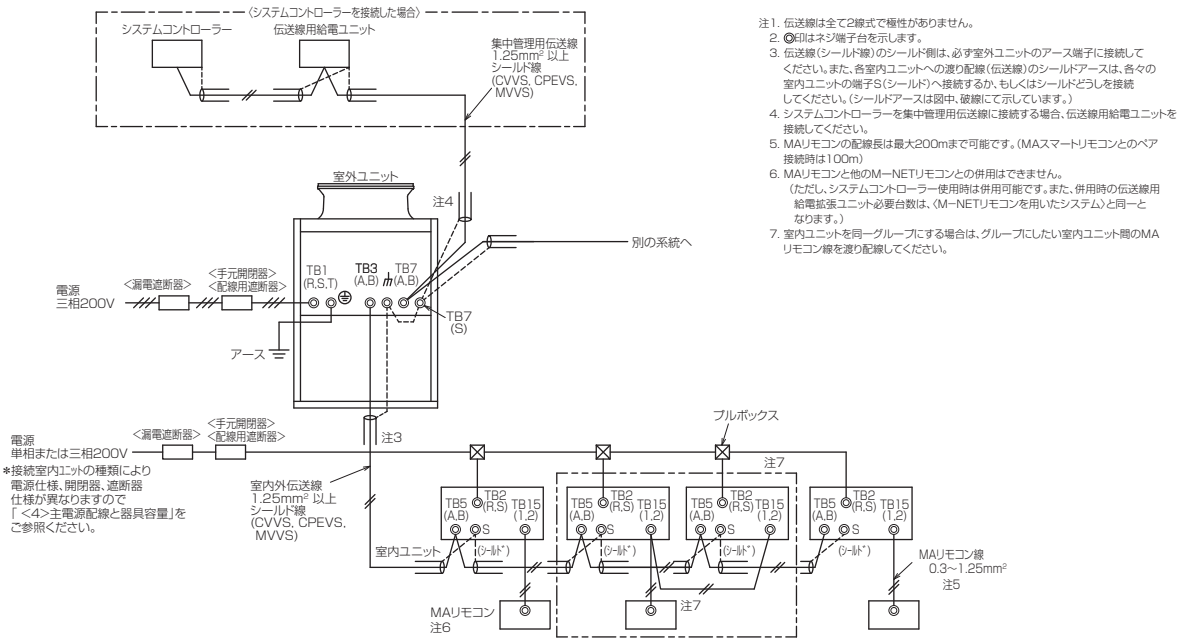 〈システムコントローラーを接続した場合〉
システムコントローラー
伝送線用給電ユニット
集中管理用伝送線
1.25mm² 以上
シールド線
(CVVS, CPEVS,
MVVS)
注1. 伝送線は全て2線式で極性がありません。
2. ◎印はネジ端子台を示します。
3. 伝送線(シールド線)のシールド側は、必ず室外ユニットのアース端子に接続して
ください。また、各室内ユニットへの渡り配線(伝送線)のシールドアースは、各々の
室内ユニットの端子S(シールド)へ接続するか、もしくはシールドどうしを接続
してください。(シールドアースは図中、破線にて示しています。)
4. システムコントローラーを集中管理用伝送線に接続する場合、伝送線用給電ユニットを
接続してください。
5. MAリモコンの配線長は最大200mまで可能です。(MAスマートリモコンとのペア
接続時は100m)
6. MAリモコンと他のM－NETリモコンとの併用はできません。
(ただし、システムコントローラー使用時は併用可能です。また、併用時の伝送線用
給電拡張ユニット必要台数は、〈M－NETリモコンを用いたシステム〉と同一と
なります。)
7. 室内ユニットを同一グループにする場合は、グループにしたい室内ユニット間のMA
リモコン線を渡り配線してください。
室外ユニット
注4
別の系統へ
電源
三相200V
<漏電遮断器>
<手元開閉器>
<配線用遮断器>
TB1
(R,S,T)
TB3
(A,B)
TB7
(A,B)
TB7
(S)
アース
注3
電源
単相または三相200V
<漏電遮断器>
<手元開閉器>
<配線用遮断器>
プルボックス
注7
＊接続室内ユニットの種類により
電源仕様、開閉器、遮断器
仕様が異なりますので
「 <4>主電源配線と器具容量」を
ご参照ください。
室内外伝送線
1.25mm² 以上
シールド線
(CVVS, CPEVS,
MVVS)
TB5
(A,B)
TB2
(R,S)
TB15
(1,2)
S
TB5
(A,B)
TB2
(R,S)
TB15
(1,2)
S
TB5
(A,B)
TB2
(R,S)
TB15
(1,2)
S
TB5
(A,B)
TB2
(R,S)
TB15
(1,2)
S
室内ユニット
(シールド)
(シールド)
(シールド)
(シールド)
MAリモコン線
0.3～1.25mm²
注5
MAリモコン
注6
注7